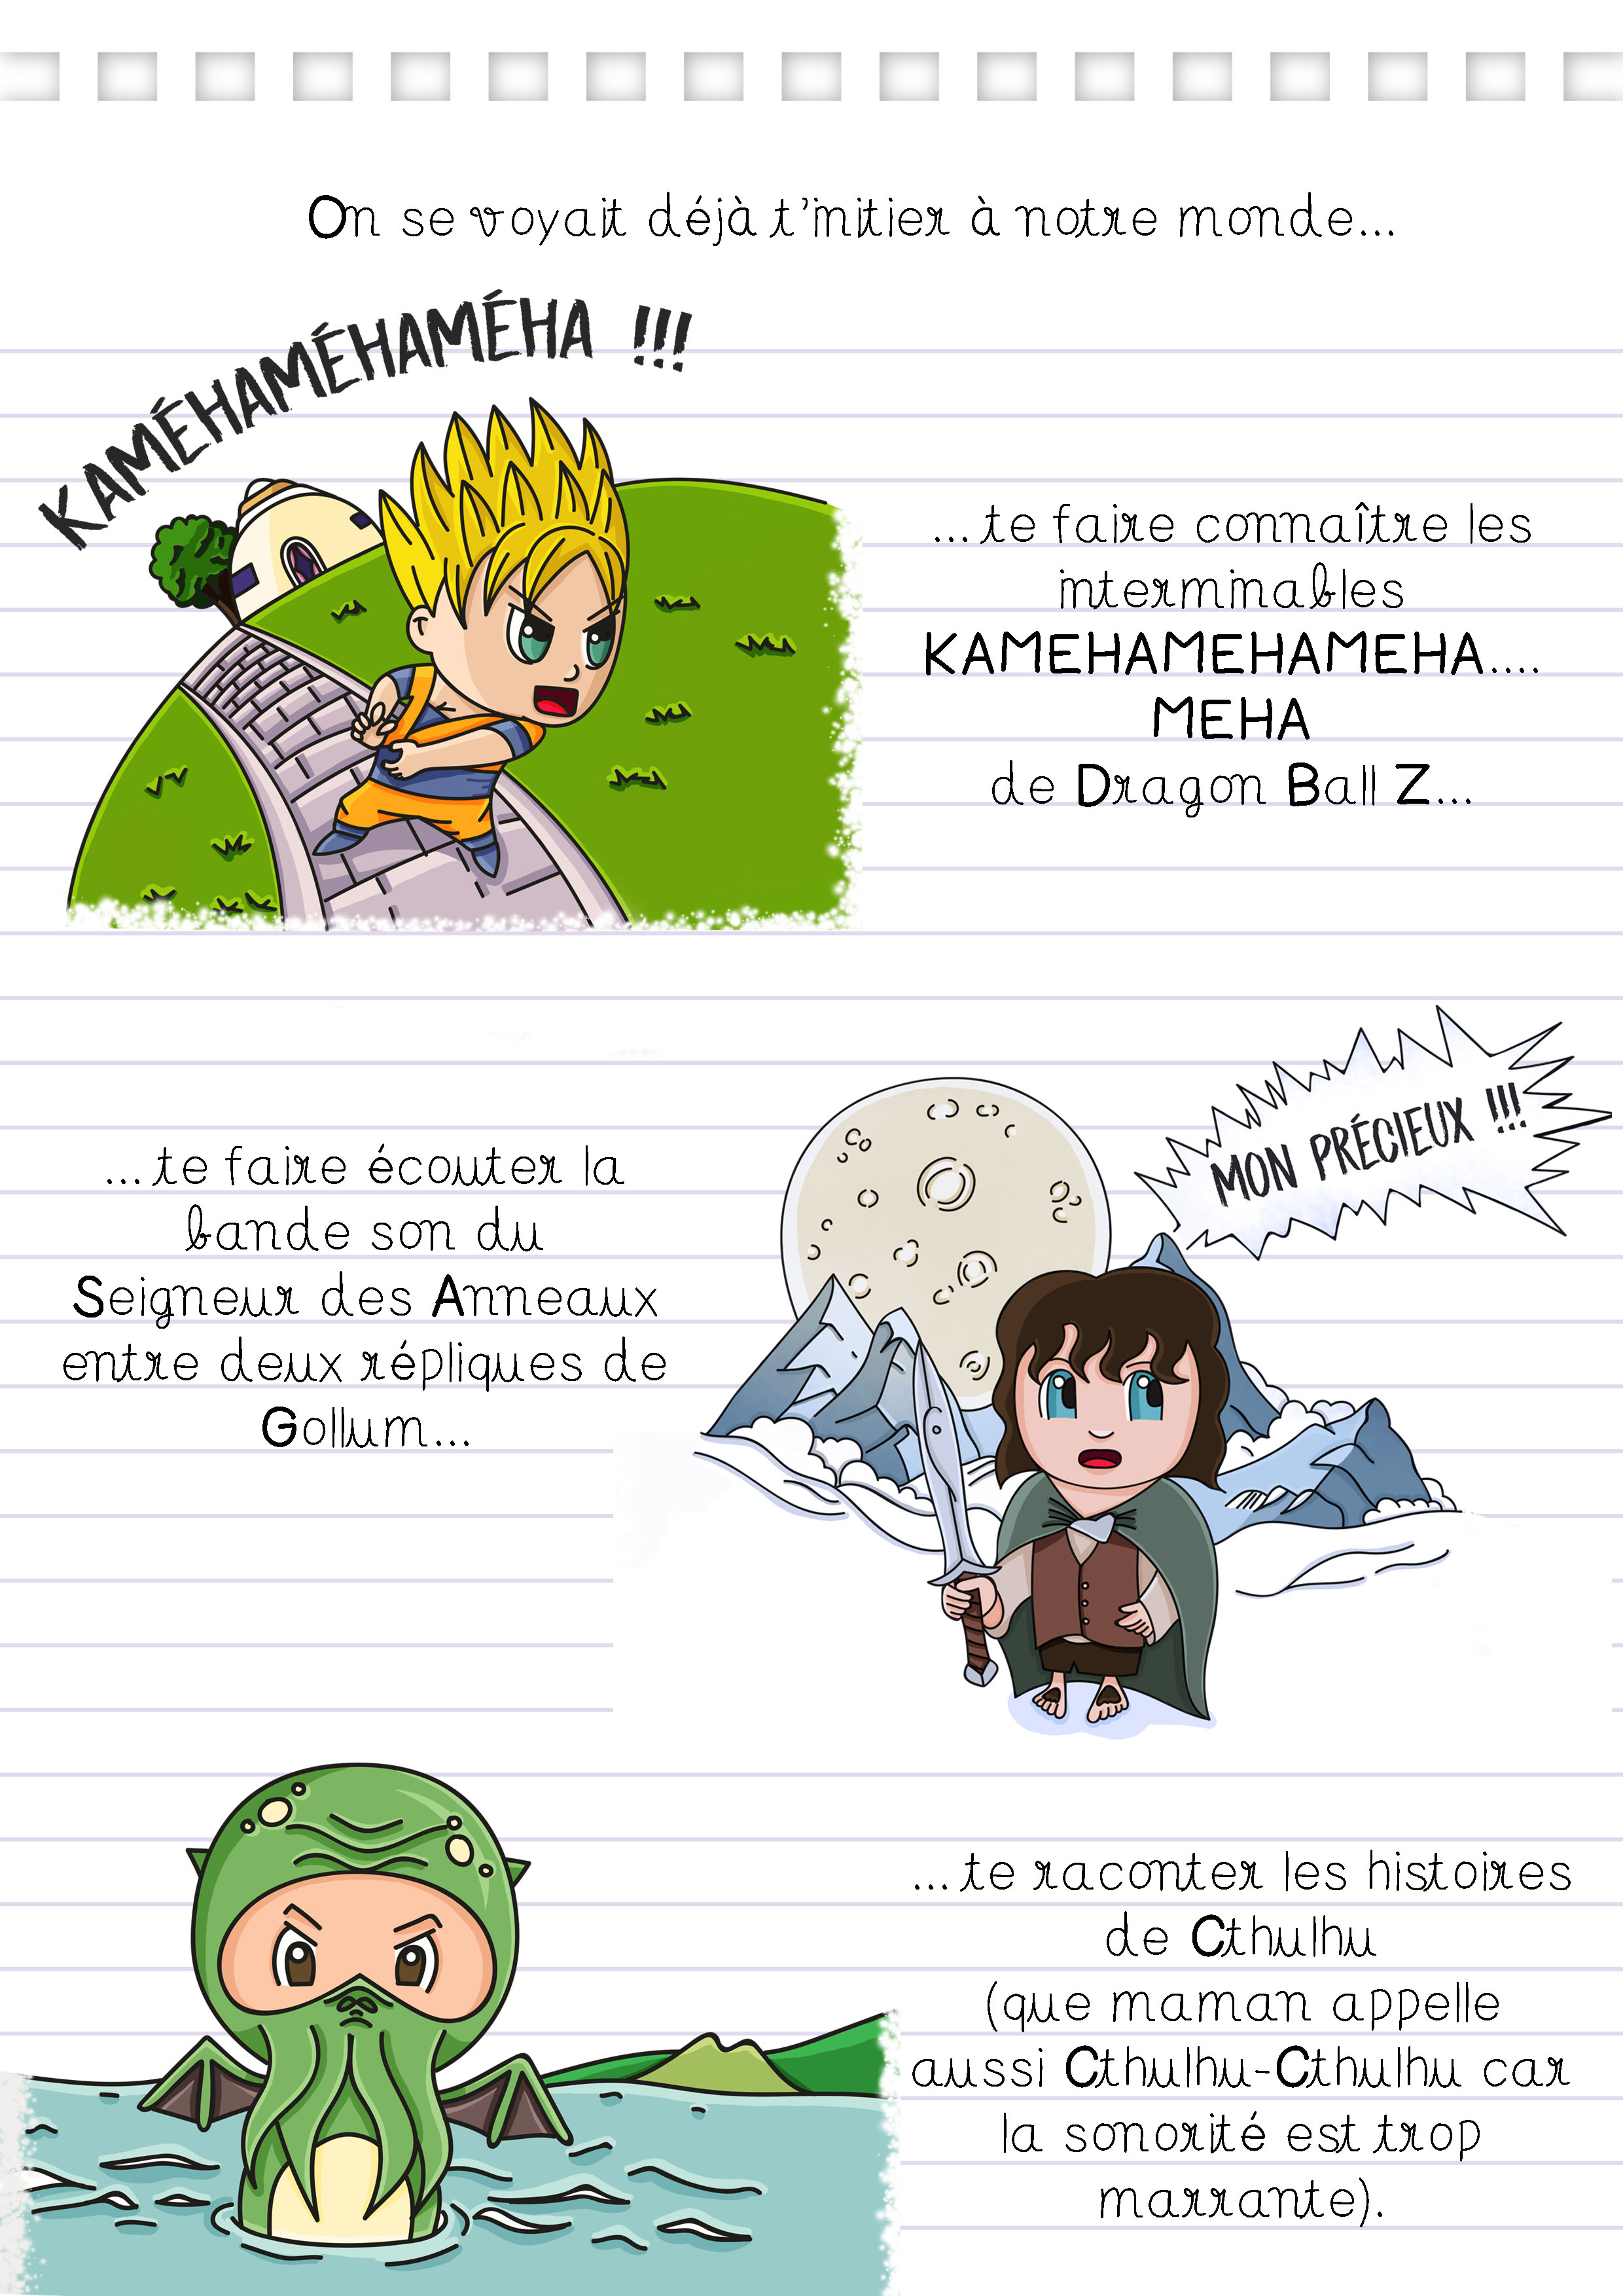 On se voyait déjà t'initier à notre monde...
KAMÉHAMÉHAMÉHA !!!
...te faire connaître les
interminables
KAMEHAMEHAMEHA....
MEHA
de Dragon Ball Z...
MON PRÉCIEUX !!!
...te faire écouter la
bande son du
Seigneur des Anneaux
entre deux répliques de
Gollum...
...te raconter les histoires
de Cthulhu
(que maman appelle
aussi Cthulhu-Cthulhu car
la sonorité est trop
marrante).